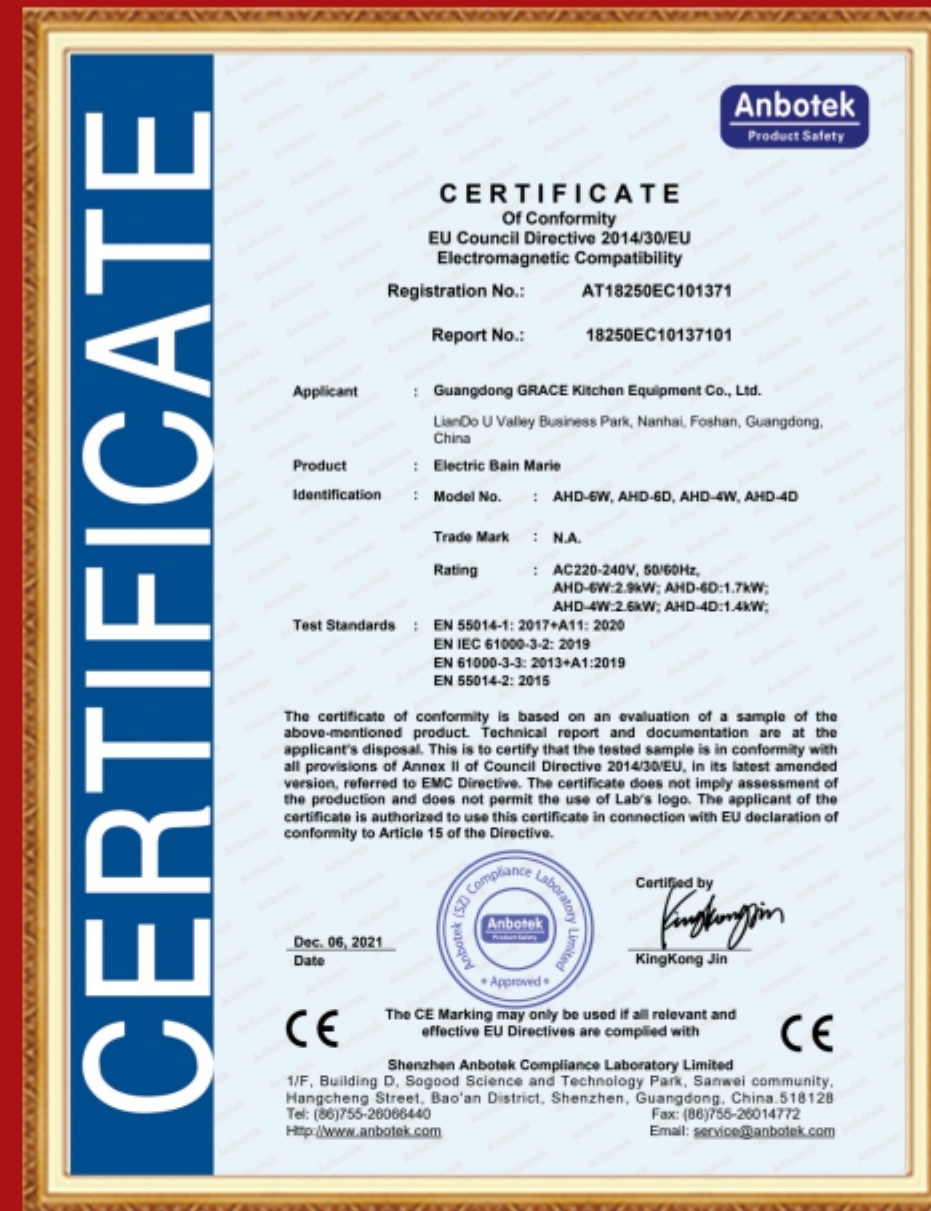 CERTIFICATE
Anbotek
Product Safety
CERTIFICATE
Of Conformity
EU Council Directive 2014/30/EU
Electromagnetic Compatibility
Registration No.: AT18250EC101371
Report No.: 18250EC10137101
Applicant : Guangdong GRACE Kitchen Equipment Co., Ltd.
LianDo U Valley Business Park, Nanhai, Foshan, Guangdong,
China
Product : Electric Bain Marie
Identification : Model No. : AHD-6W, AHD-6D, AHD-4W, AHD-4D
Trade Mark : N.A.
Rating : AC220-240V, 50/60Hz,
AHD-6W:2.9kW; AHD-6D:1.7kW;
AHD-4W:2.6kW; AHD-4D:1.4kW;
Test Standards : EN 55014-1: 2017+A11: 2020
EN IEC 61000-3-2: 2019
EN 61000-3-3: 2013+A1:2019
EN 55014-2: 2015
The certificate of conformity is based on an evaluation of a sample of the
above-mentioned product. Technical report and documentation are at the
applicant's disposal. This is to certify that the tested sample is in conformity with
all provisions of Annex II of Council Directive 2014/30/EU, in its latest amended
version, referred to EMC Directive. The certificate does not imply assessment of
the production and does not permit the use of Lab's logo. The applicant of the
certificate is authorized to use this certificate in connection with EU declaration of
conformity to Article 15 of the Directive.
Anbotek (SZ) Compliance Laboratory Limited
Anbotek
Product Safety
* Approved *
Certified by
Kingkongjin
Dec. 06, 2021
Date
KingKong Jin
CE
The CE Marking may only be used if all relevant and
effective EU Directives are complied with
CE
Shenzhen Anbotek Compliance Laboratory Limited
1/F, Building D, Sogood Science and Technology Park, Sanwei community,
Hangcheng Street, Bao'an District, Shenzhen, Guangdong, China.518128
Tel: (86)755-26066440 Fax: (86)755-26014772
Http://www.anbotek.com Email: service@anbotek.com